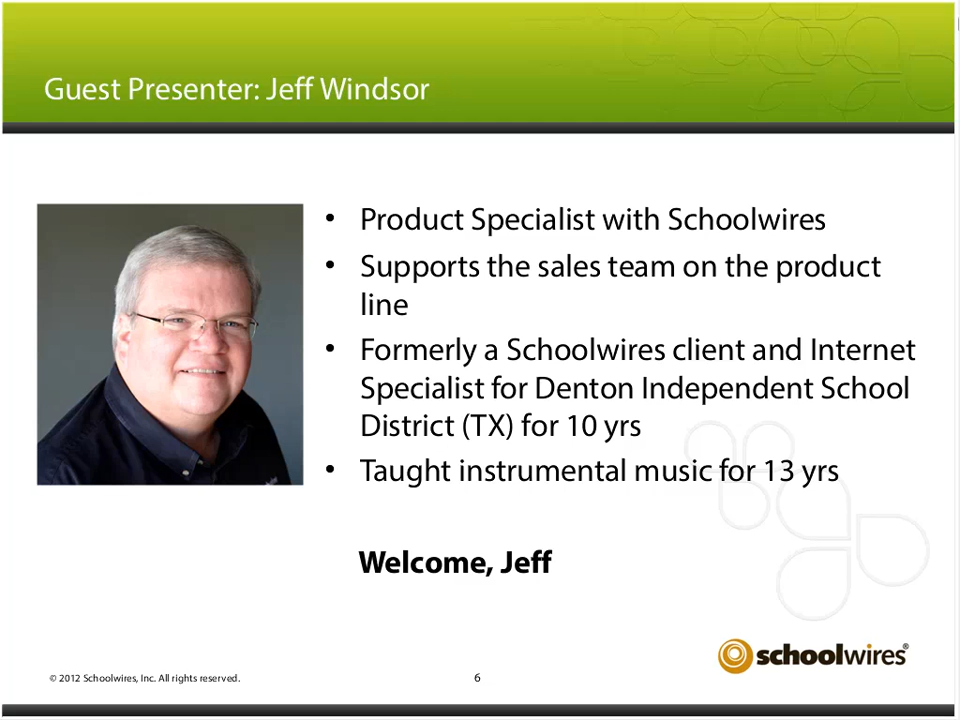 Guest Presenter: Jeff Windsor
• Product Specialist with Schoolwires
• Supports the sales team on the product
line
• Formerly a Schoolwires client and Internet
Specialist for Denton Independent School
District (TX) for 10 yrs
• Taught instrumental music for 13 yrs
Welcome, Jeff
schoolwires®
© 2012 Schoolwires, Inc. All rights reserved.
6